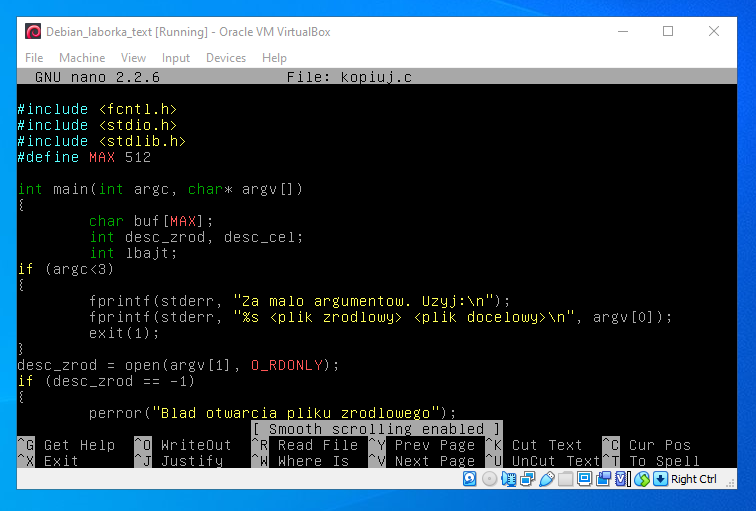 Debian_laborka_text [Running] - Oracle VM VirtualBox
File Machine View Input Devices Help
GNU nano 2.2.6 File: kopiuj.c
#include <fcntl.h>
#include <stdio.h>
#include <stdlib.h>
#define MAX 512
int main(int argc, char* argv[])
{
char buf[MAX];
int desc_zrod, desc_cel;
int lbajt;
if (argc<3)
{
fprintf(stderr, "Za malo argumentow. Uzyj:\n");
fprintf(stderr, "%s <plik zrodlowy> <plik docelowy>\n", argv[0]);
exit(1);
}
desc_zrod = open(argv[1], O_RDONLY);
if (desc_zrod == -1)
{
perror("Blad otwarcia pliku zrodlowego");
[ Smooth scrolling enabled ]
^G Get Help ^O WriteOut ^R Read File ^Y Prev Page ^K Cut Text ^C Cur Pos
^X Exit ^J Justify ^W Where Is ^V Next Page ^U UnCut Text ^T To Spell
Right Ctrl